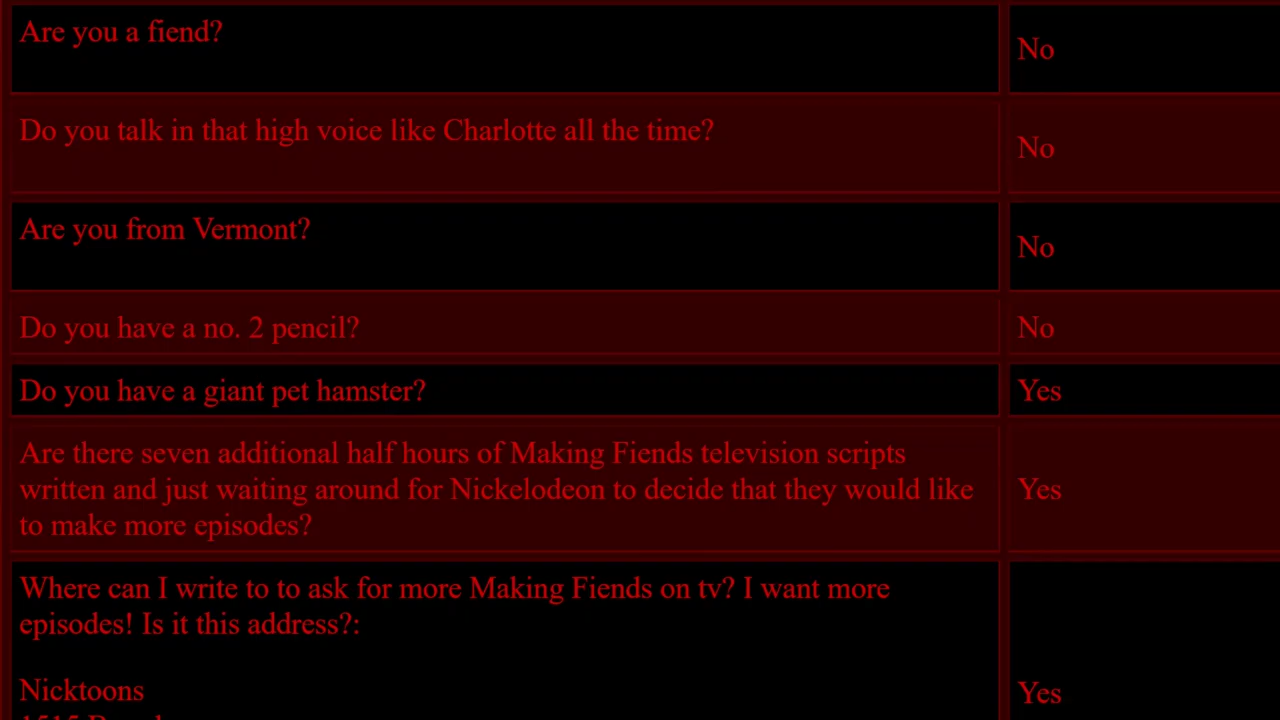 Are you a fiend?
No
Do you talk in that high voice like Charlotte all the time?
No
Are you from Vermont?
No
Do you have a no. 2 pencil?
No
Do you have a giant pet hamster?
Yes
Are there seven additional half hours of Making Fiends television scripts
written and just waiting around for Nickelodeon to decide that they would like
to make more episodes?
Yes
Where can I write to to ask for more Making Fiends on tv? I want more
episodes! Is it this address?:
Nicktoons
Yes